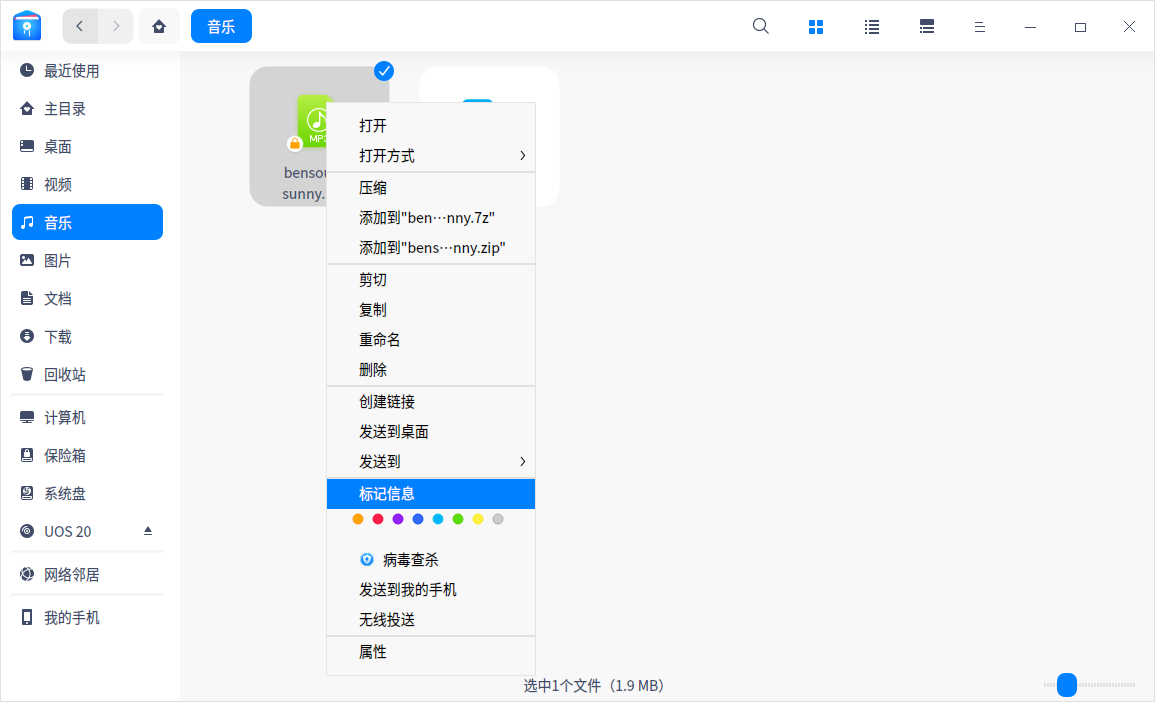 音乐
最近使用
主目录
桌面
视频
音乐
图片
文档
下载
回收站
计算机
保险箱
系统盘
UOS 20
网络邻居
我的手机
MP3
sunny.
打开
打开方式
压缩
添加到"ben···nny.7z"
添加到"bens···nny.zip"
剪切
复制
重命名
删除
创建链接
发送到桌面
发送到
标记信息
病毒查杀
发送到我的手机
无线投送
属性
选中1个文件（1.9 MB）